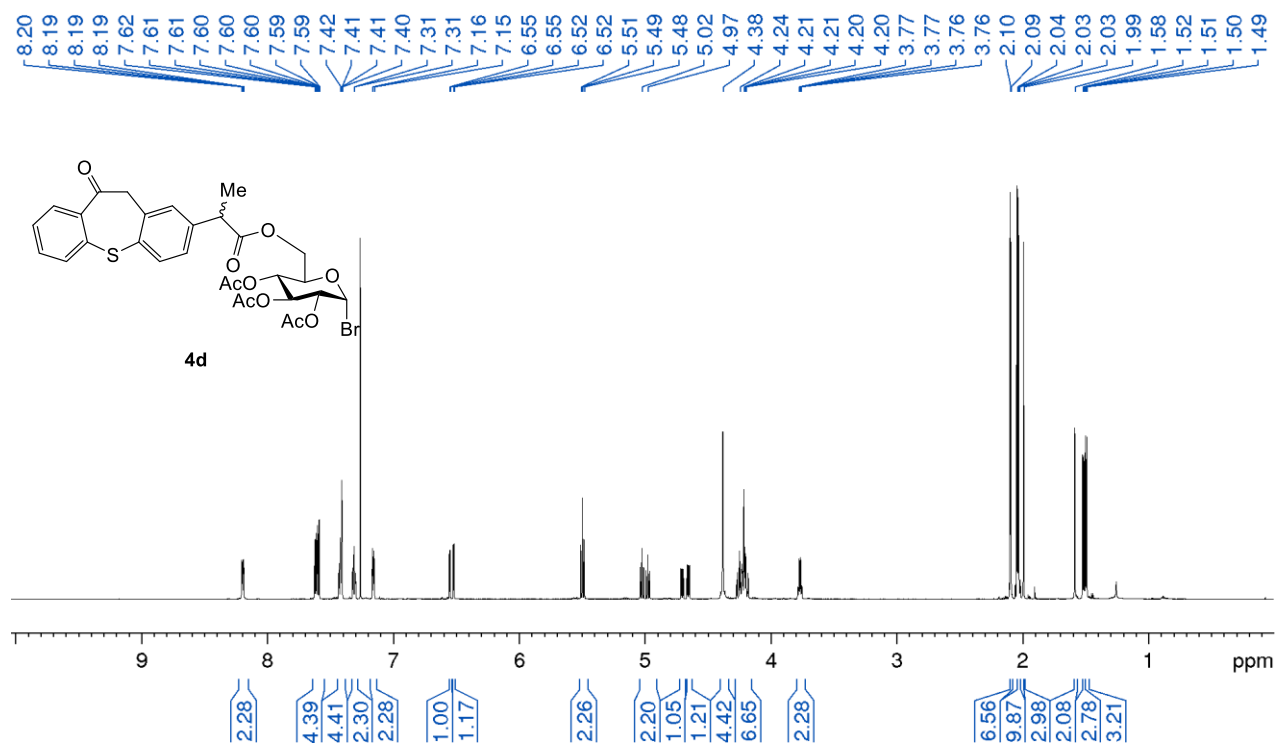 8.20 8.19 8.19 8.19 7.62 7.61 7.61 7.60 7.60 7.60 7.59 7.59 7.42 7.41 7.41 7.40 7.31 7.31 7.16 7.15 6.55 6.55 6.52 6.52 5.51 5.49 5.48 5.02 4.97 4.38 4.24 4.21 4.21 4.20 4.20 3.77 3.77 3.76 3.76 2.10 2.09 2.04 2.03 2.03 1.99 1.58 1.52 1.51 1.50 1.49
O
Me
O
S
O
O
AcO
AcO
AcO
Br
4d
9 8 7 6 5 4 3 2 1 ppm
2.28 4.39 4.41 2.30 2.28 1.00 1.17 2.26 2.20 1.05 1.21 4.42 6.65 2.28 6.56 9.87 2.98 2.08 2.78 3.21